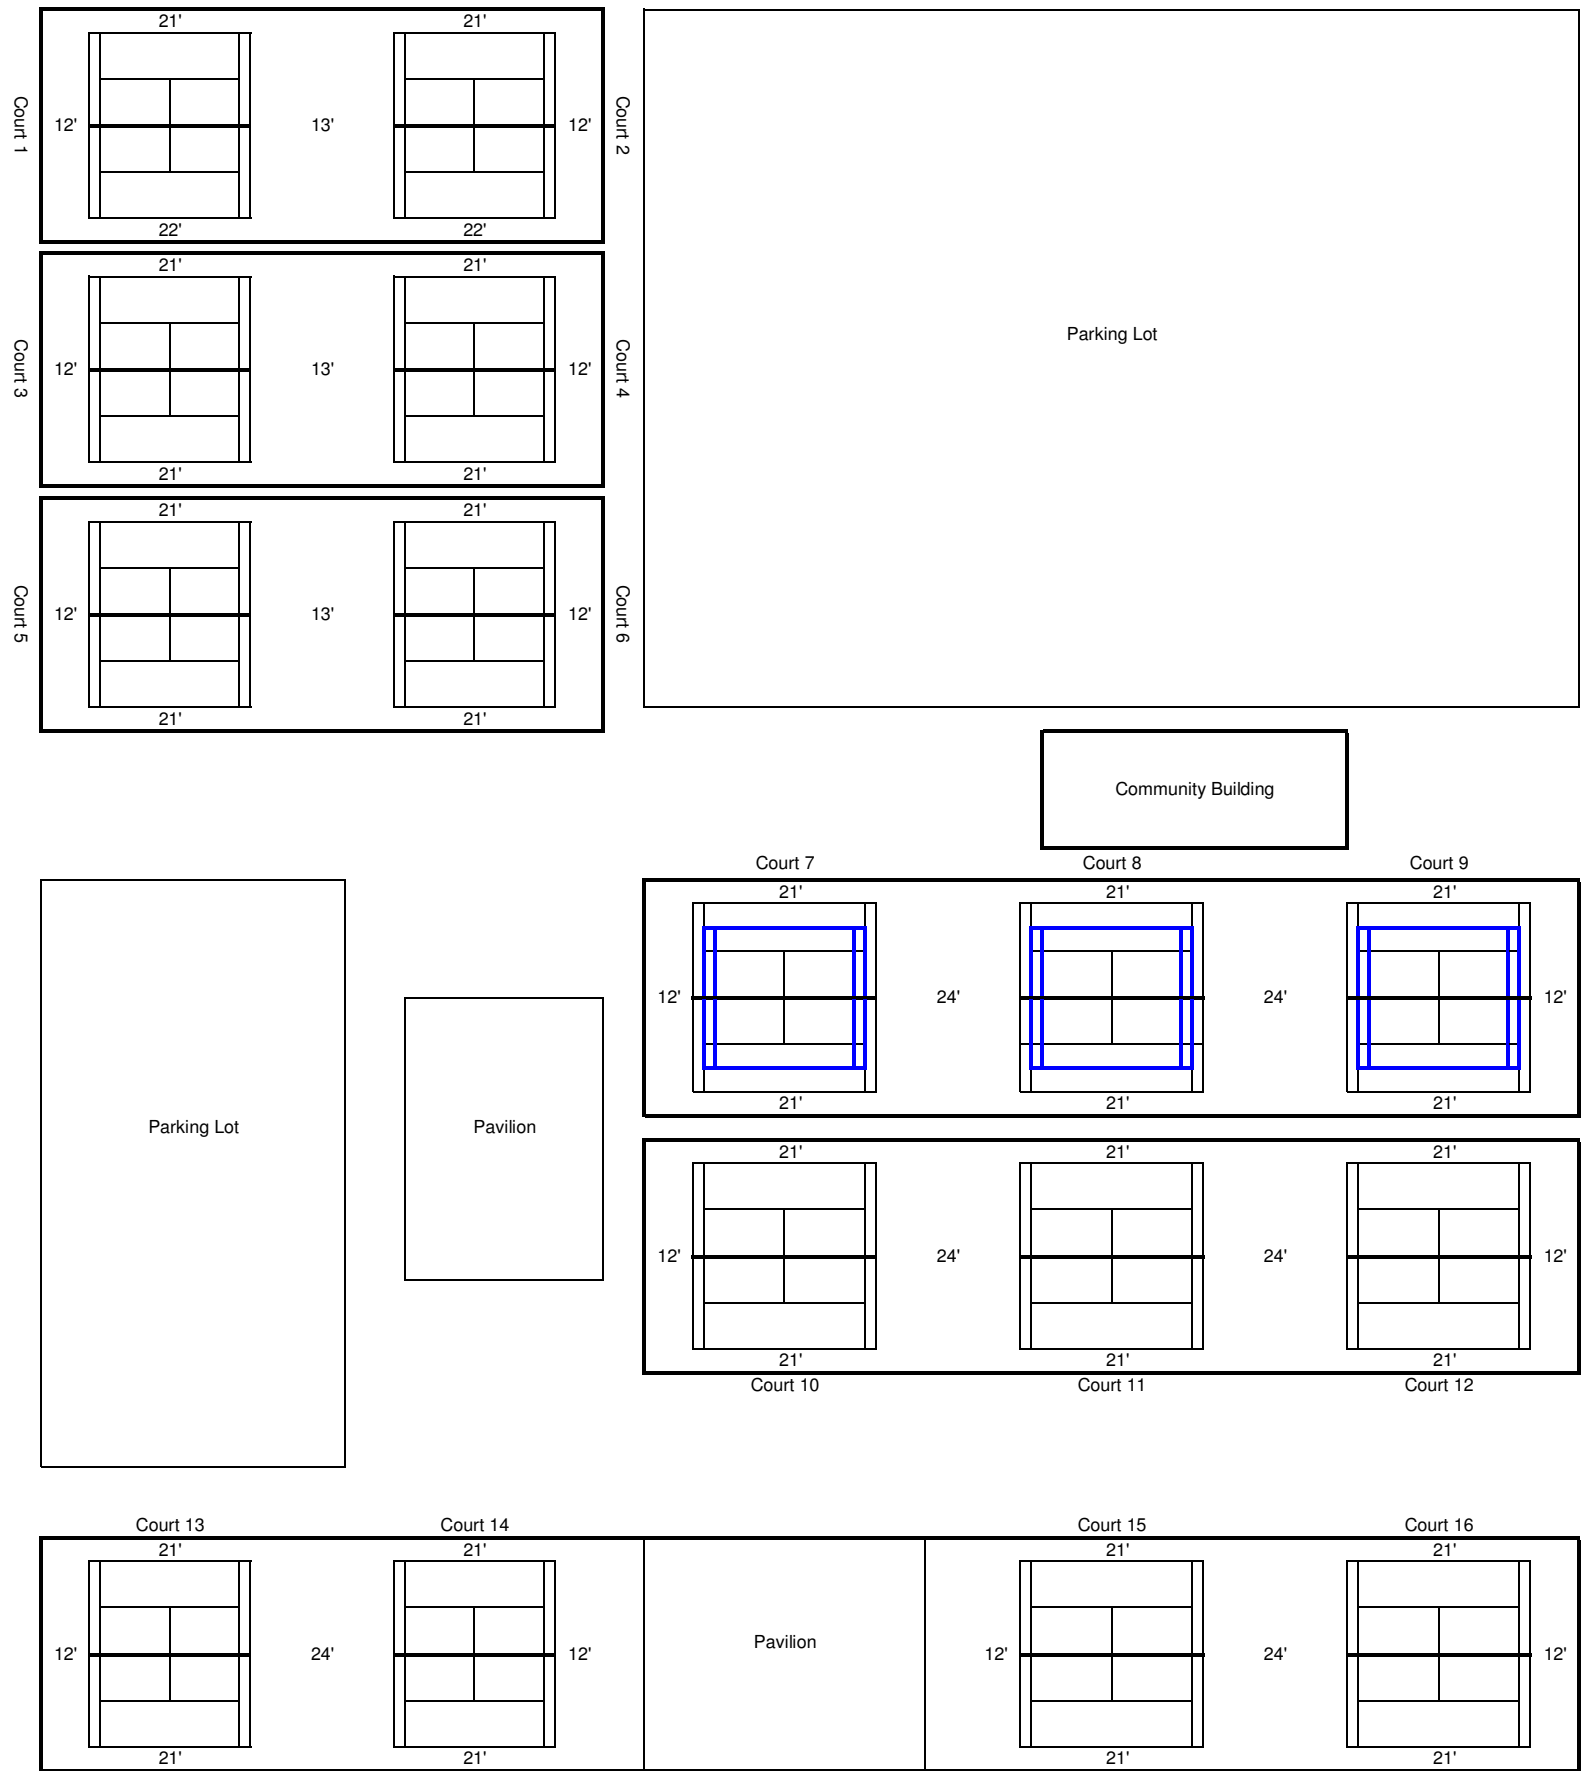 21' 21'
Court 1 12' 13' 12' Court 2
22' 22'
21' 21'
Court 3 12' 13' 12' Court 4
21' 21'
Parking Lot
21' 21'
Court 5 12' 13' 12' Court 6
21' 21'
Community Building
Court 7 Court 8 Court 9
21' 21' 21'
12' 24' 24' 12'
21' 21' 21'
Parking Lot
Pavilion
21' 21' 21'
12' 24' 24' 12'
21' 21' 21'
Court 10 Court 11 Court 12
Court 13 Court 14 Court 15 Court 16
21' 21' 21' 21'
12' 24' 12' Pavilion 12' 24' 12'
21' 21' 21' 21'